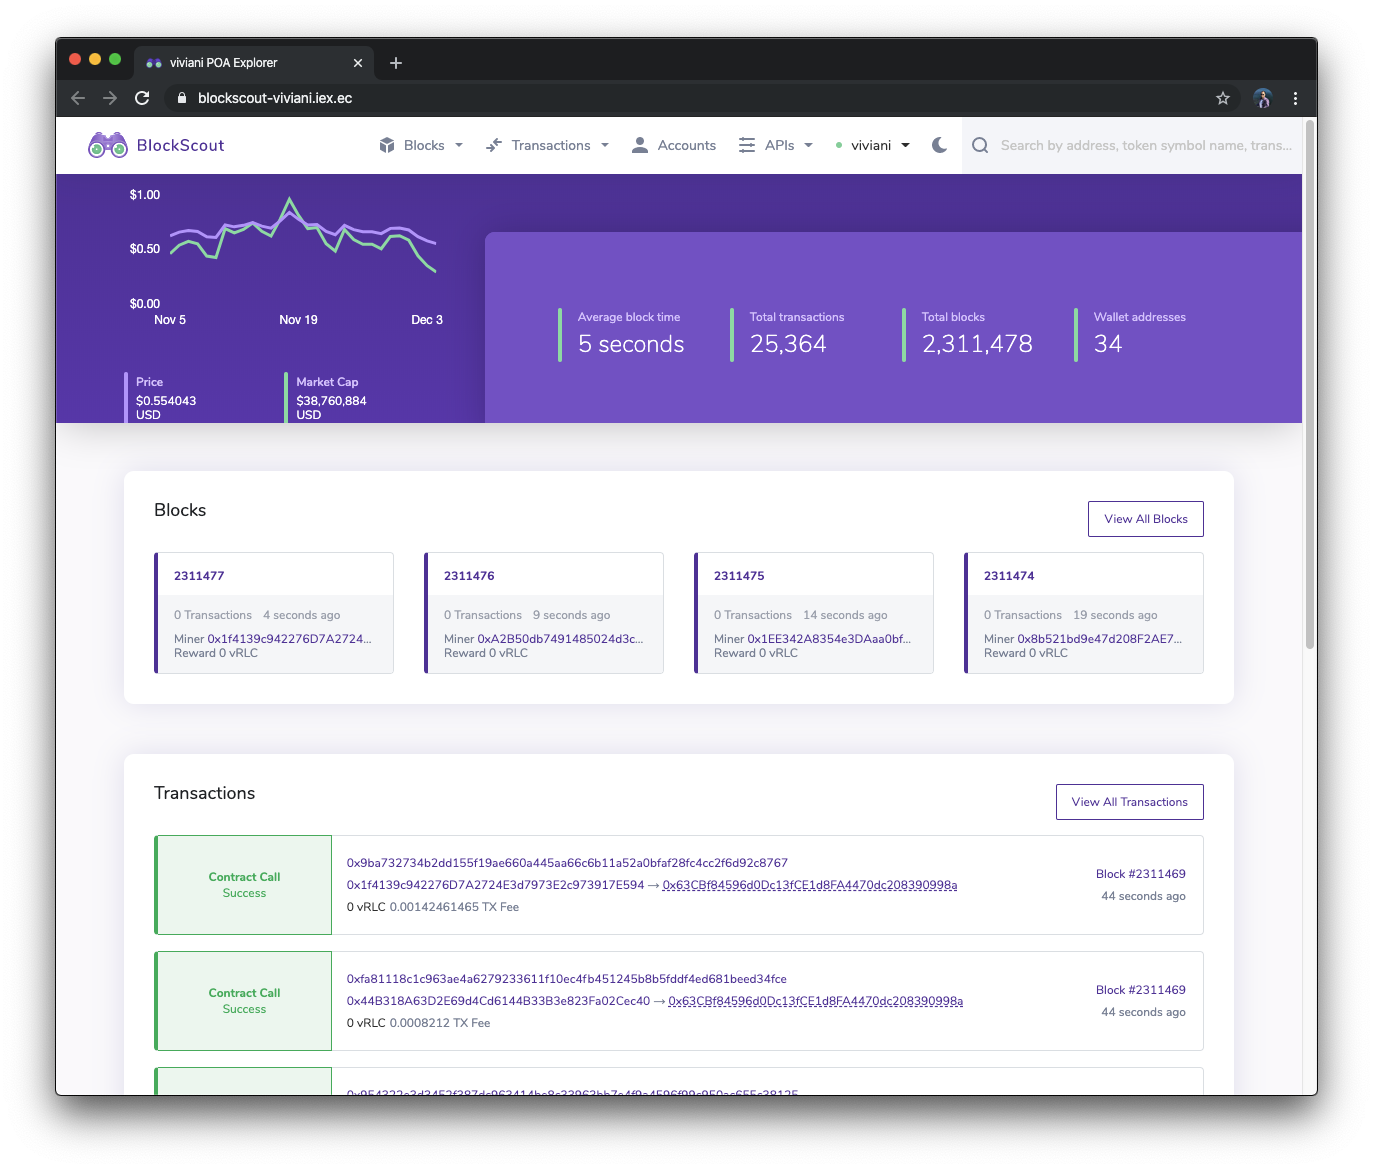 viviani POA Explorer
blockscout-viviani.iex.ec
BlockScout
Blocks
Transactions
Accounts
APIs
viviani
Search by address, token symbol name, trans...
$1.00
$0.50
$0.00
Nov 5
Nov 19
Dec 3
Price
$0.554043
USD
Market Cap
$38,760,884
USD
Average block time
5 seconds
Total transactions
25,364
Total blocks
2,311,478
Wallet addresses
34
Blocks
View All Blocks
2311477
0 Transactions 4 seconds ago
Miner 0x1f4139c942276D7A2724...
Reward 0 vRLC
2311476
0 Transactions 9 seconds ago
Miner 0xA2B50db7491485024d3c...
Reward 0 vRLC
2311475
0 Transactions 14 seconds ago
Miner 0x1EE342A8354e3DAaa0bf...
Reward 0 vRLC
2311474
0 Transactions 19 seconds ago
Miner 0x8b521bd9e47d208F2AE7...
Reward 0 vRLC
Transactions
View All Transactions
Contract Call
Success
0x9ba732734b2dd155f19ae660a445aa66c6b11a52a0bfaf28fc4cc2f6d92c8767
0x1f4139c942276D7A2724E3d7973E2c973917E594 → 0x63CBf84596d0Dc13fCE1d8FA4470dc208390998a
0 vRLC 0.00142461465 TX Fee
Block #2311469
44 seconds ago
Contract Call
Success
0xfa81118c1c963ae4a6279233611f10ec4fb451245b8b5fddf4ed681beed34fce
0x44B318A63D2E69d4Cd6144B33B3e823Fa02Cec40 → 0x63CBf84596d0Dc13fCE1d8FA4470dc208390998a
0 vRLC 0.0008212 TX Fee
Block #2311469
44 seconds ago